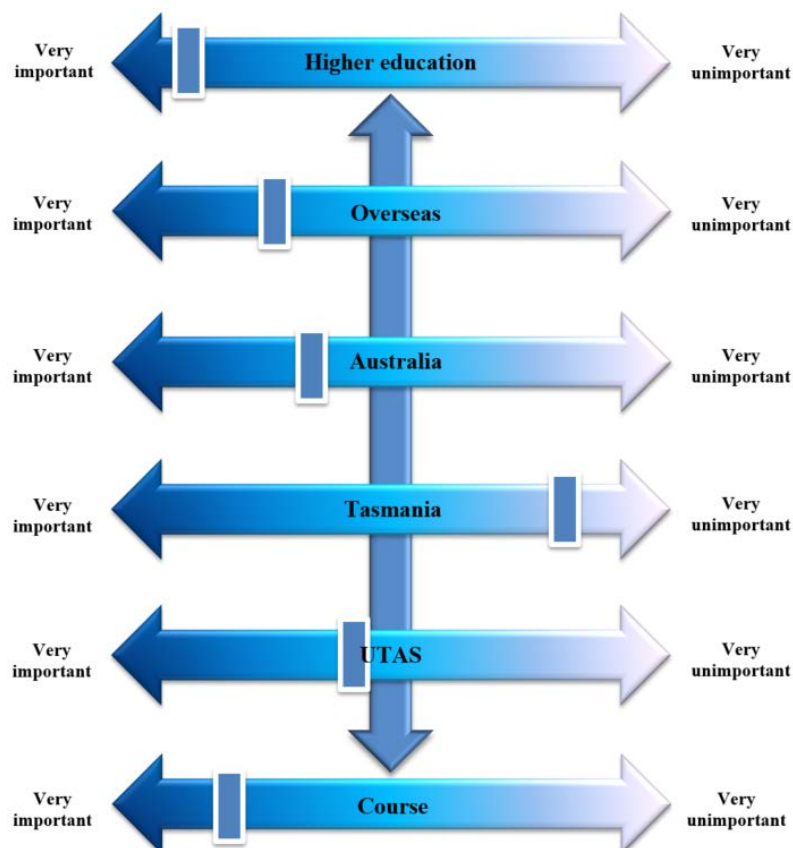 Very
important
Higher education
Very
unimportant
Very
important
Overseas
Very
unimportant
Very
important
Australia
Very
unimportant
Very
important
Tasmania
Very
unimportant
Very
important
UTAS
Very
unimportant
Very
important
Course
Very
unimportant